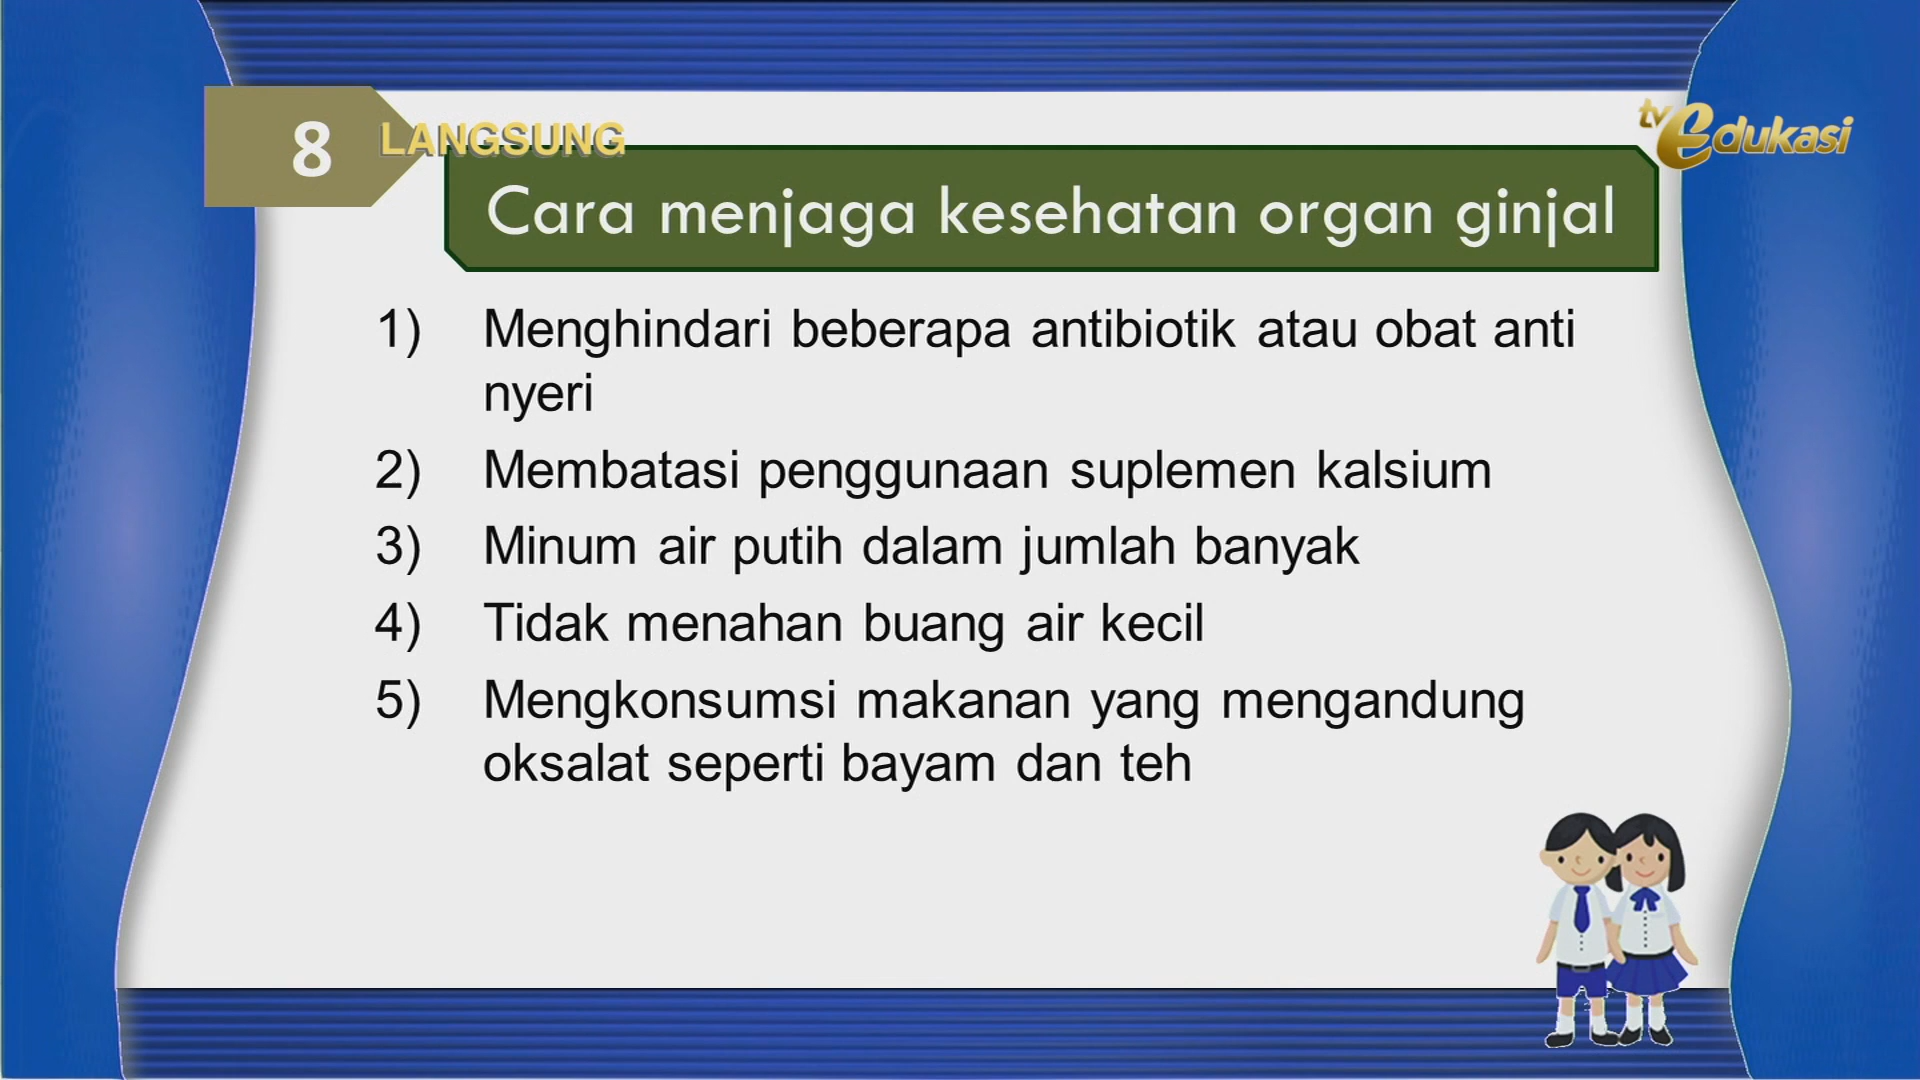 8
LANGSUNG
tv Edukasi
Cara menjaga kesehatan organ ginjal
1) Menghindari beberapa antibiotik atau obat anti
nyeri
2) Membatasi penggunaan suplemen kalsium
3) Minum air putih dalam jumlah banyak
4) Tidak menahan buang air kecil
5) Mengkonsumsi makanan yang mengandung
oksalat seperti bayam dan teh